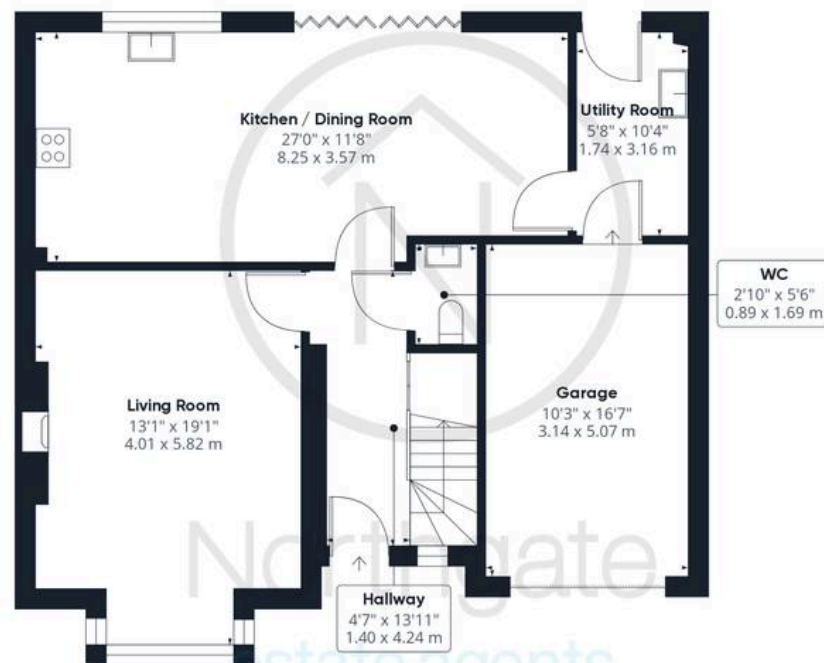 Kitchen / Dining Room
27'0" x 11'8"
8.25 x 3.57 m
Utility Room
5'8" x 10'4"
1.74 x 3.16 m
WC
2'10" x 5'6"
0.89 x 1.69 m
Living Room
13'1" x 19'1"
4.01 x 5.82 m
Garage
10'3" x 16'7"
3.14 x 5.07 m
Hallway
4'7" x 13'11"
1.40 x 4.24 m
N
Northgate
estate agents